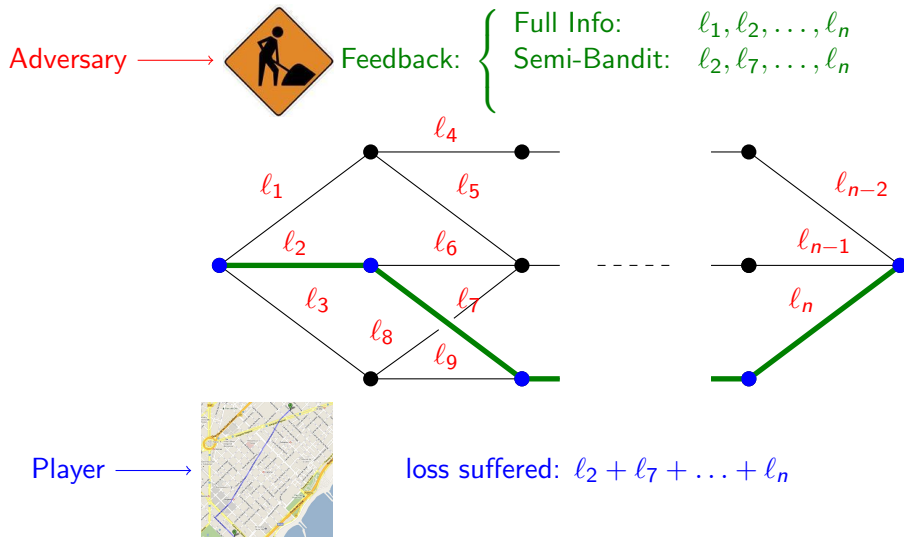 Adversary
Feedback:
Full Info: ℓ₁, ℓ₂, . . . , ℓₙ
Semi-Bandit: ℓ₂, ℓ₇, . . . , ℓₙ
ℓ₄
ℓ₁
ℓ₅
ℓₙ₋₂
ℓ₂
ℓ₆
ℓₙ₋₁
ℓ₃
ℓ₇
ℓₙ
ℓ₈
ℓ₉
Player
loss suffered: ℓ₂ + ℓ₇ + . . . + ℓₙ